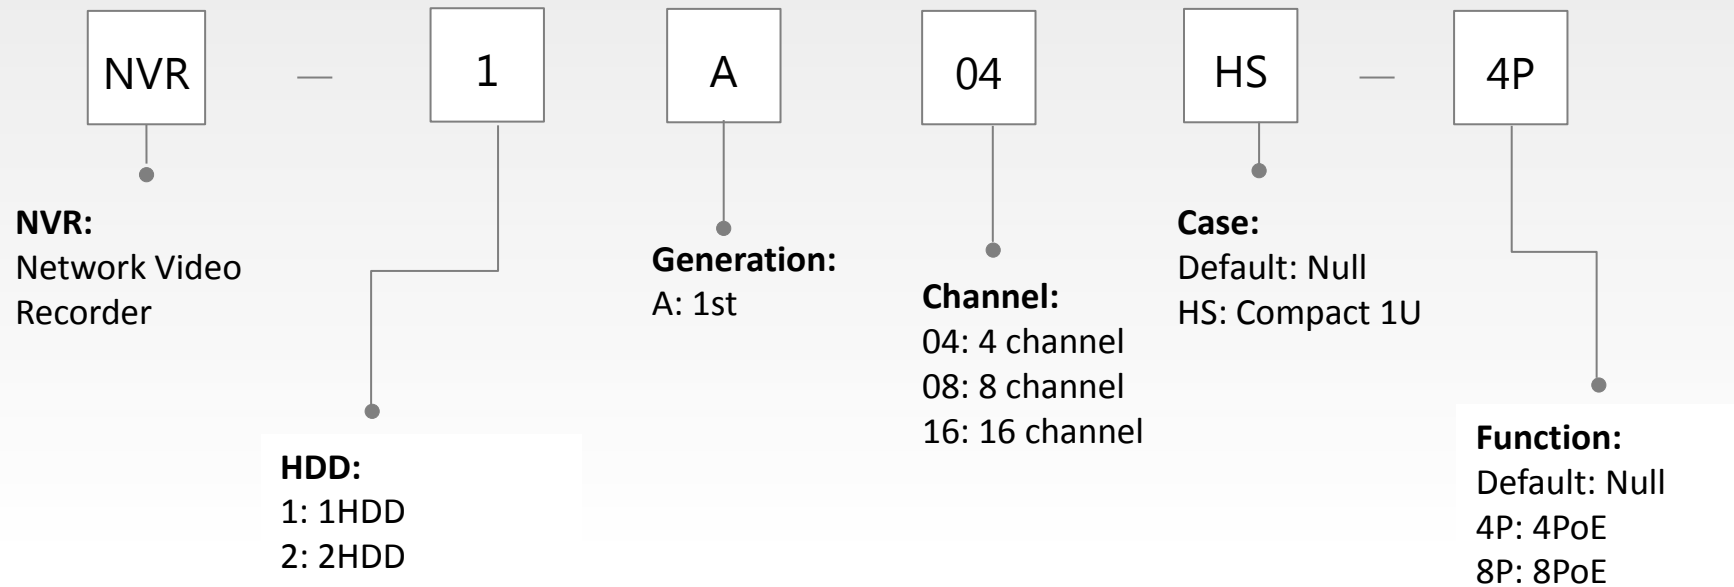 NVR — 1 A 04 HS — 4P
NVR:
Network Video
Recorder
HDD:
1: 1HDD
2: 2HDD
Generation:
A: 1st
Channel:
04: 4 channel
08: 8 channel
16: 16 channel
Case:
Default: Null
HS: Compact 1U
Function:
Default: Null
4P: 4PoE
8P: 8PoE